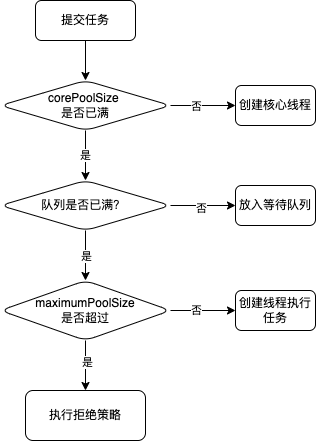 提交任务
corePoolSize
是否已满
否
创建核心线程
是
队列是否已满?
否
放入等待队列
是
maximumPoolSize
是否超过
否
创建线程执行
任务
是
执行拒绝策略